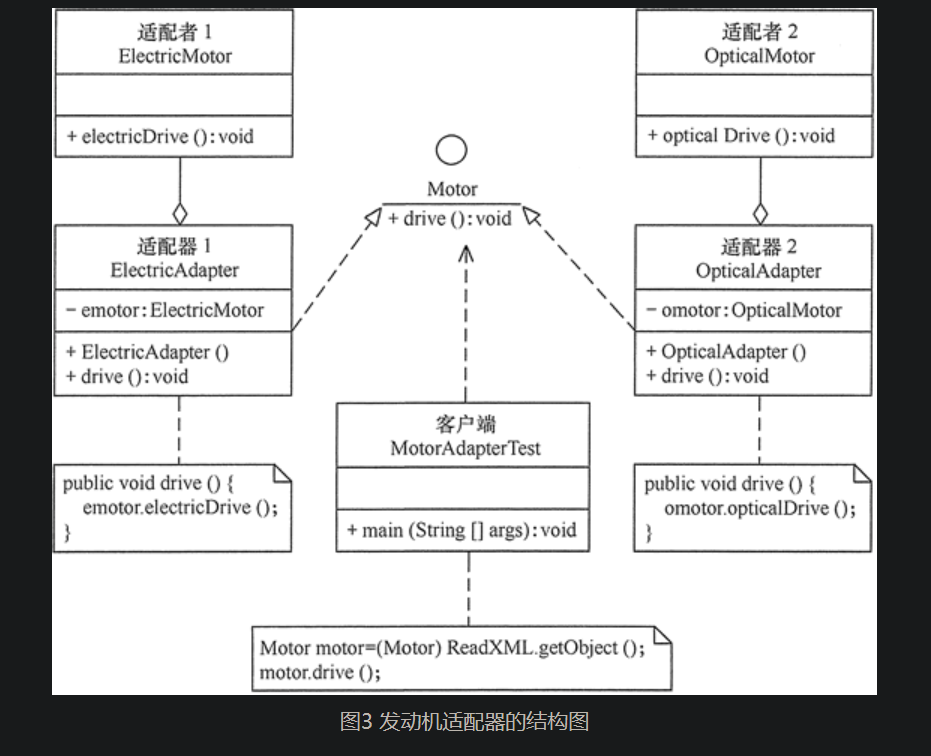 适配者 1
ElectricMotor
+ electricDrive ():void
适配者 2
OpticalMotor
+ optical Drive ():void
Motor
+ drive ():void
适配器 1
ElectricAdapter
- emotor:ElectricMotor
+ ElectricAdapter ()
+ drive ():void
适配器 2
OpticalAdapter
- omotor:OpticalMotor
+ OpticalAdapter ()
+ drive ():void
客户端
MotorAdapterTest
+ main (String [] args):void
public void drive () {
emotor.electricDrive ();
}
public void drive () {
omotor.opticalDrive ();
}
Motor motor=(Motor) ReadXML.getObject ();
motor.drive ();
图3 发动机适配器的结构图